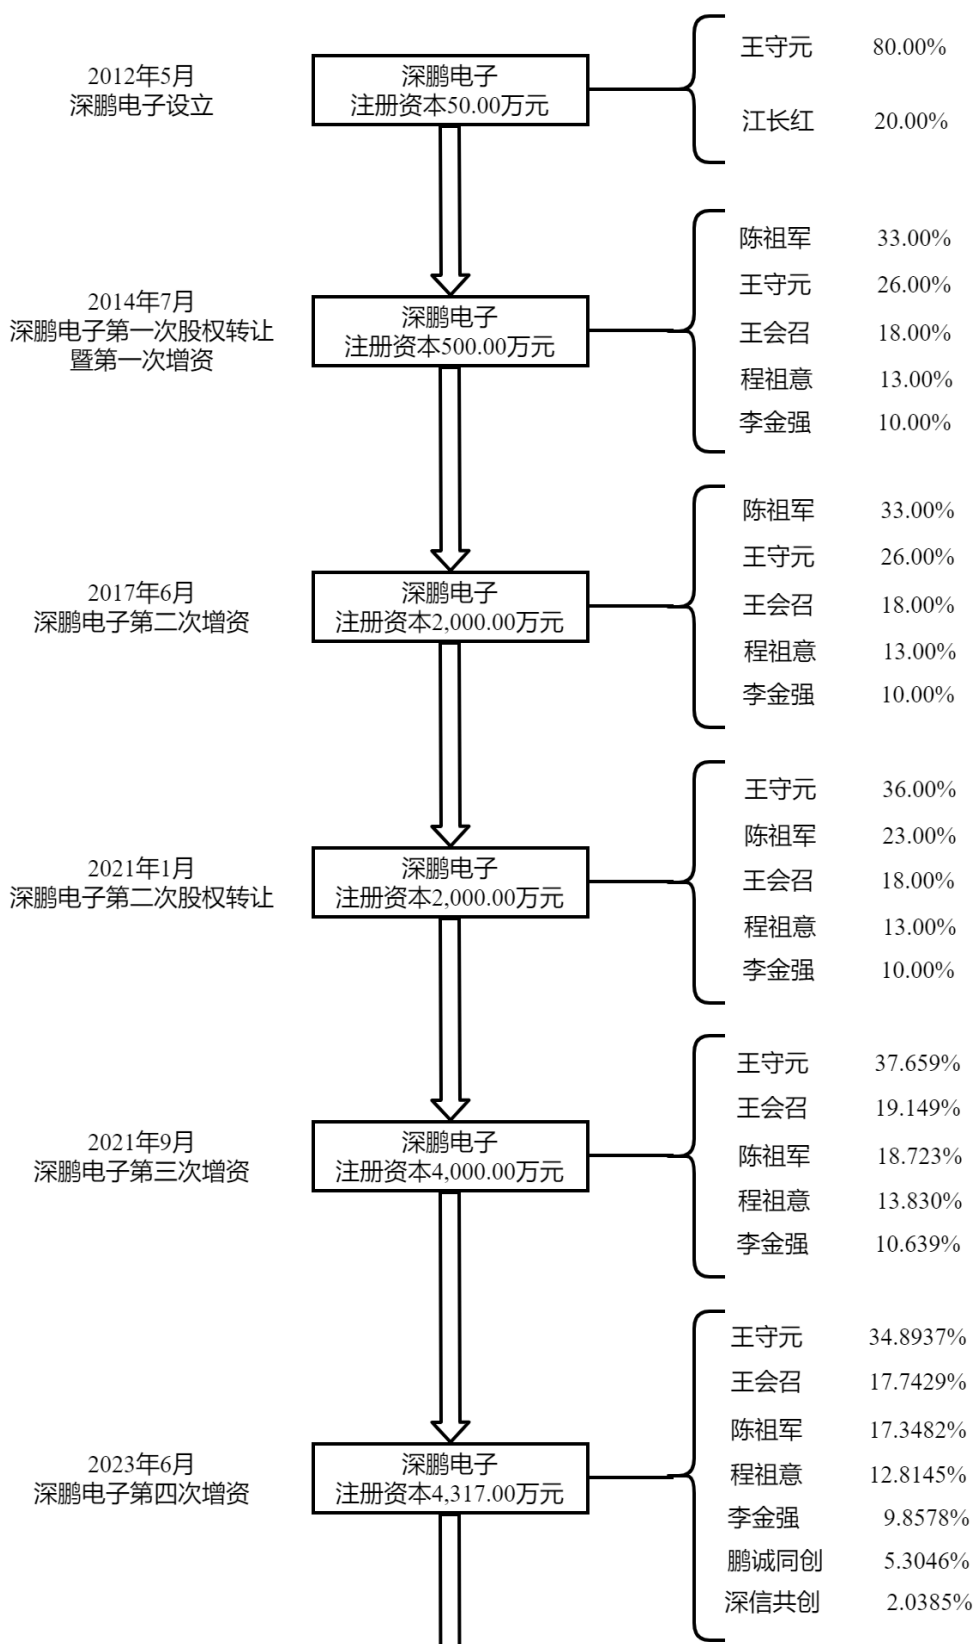 2012年5月
深鹏电子设立
深鹏电子
注册资本50.00万元
王守元 80.00%
江长红 20.00%
2014年7月
深鹏电子第一次股权转让
暨第一次增资
深鹏电子
注册资本500.00万元
陈祖军 33.00%
王守元 26.00%
王会召 18.00%
程祖意 13.00%
李金强 10.00%
2017年6月
深鹏电子第二次增资
深鹏电子
注册资本2,000.00万元
陈祖军 33.00%
王守元 26.00%
王会召 18.00%
程祖意 13.00%
李金强 10.00%
2021年1月
深鹏电子第二次股权转让
深鹏电子
注册资本2,000.00万元
王守元 36.00%
陈祖军 23.00%
王会召 18.00%
程祖意 13.00%
李金强 10.00%
2021年9月
深鹏电子第三次增资
深鹏电子
注册资本4,000.00万元
王守元 37.659%
王会召 19.149%
陈祖军 18.723%
程祖意 13.830%
李金强 10.639%
2023年6月
深鹏电子第四次增资
深鹏电子
注册资本4,317.00万元
王守元 34.8937%
王会召 17.7429%
陈祖军 17.3482%
程祖意 12.8145%
李金强 9.8578%
鹏诚同创 5.3046%
深信共创 2.0385%